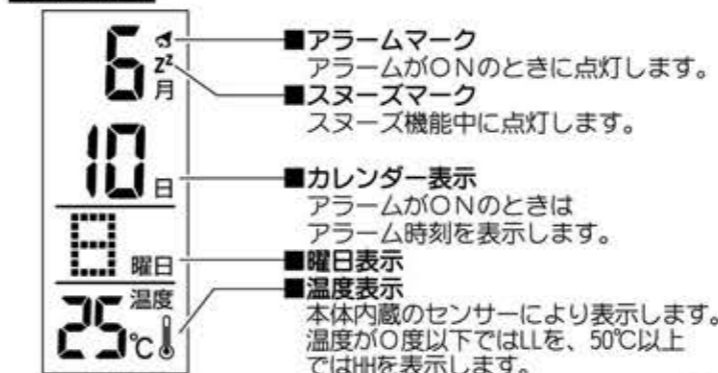 6月
Zz
10日
日曜日
温度
25℃
■アラームマーク
アラームがONのときに点灯します。
■スヌーズマーク
スヌーズ機能中に点灯します。
■カレンダー表示
アラームがONのときは
アラーム時刻を表示します。
■曜日表示
■温度表示
本体内蔵のセンサーにより表示します。
温度が0度以下ではLLを、50℃以上
ではHHを表示します。